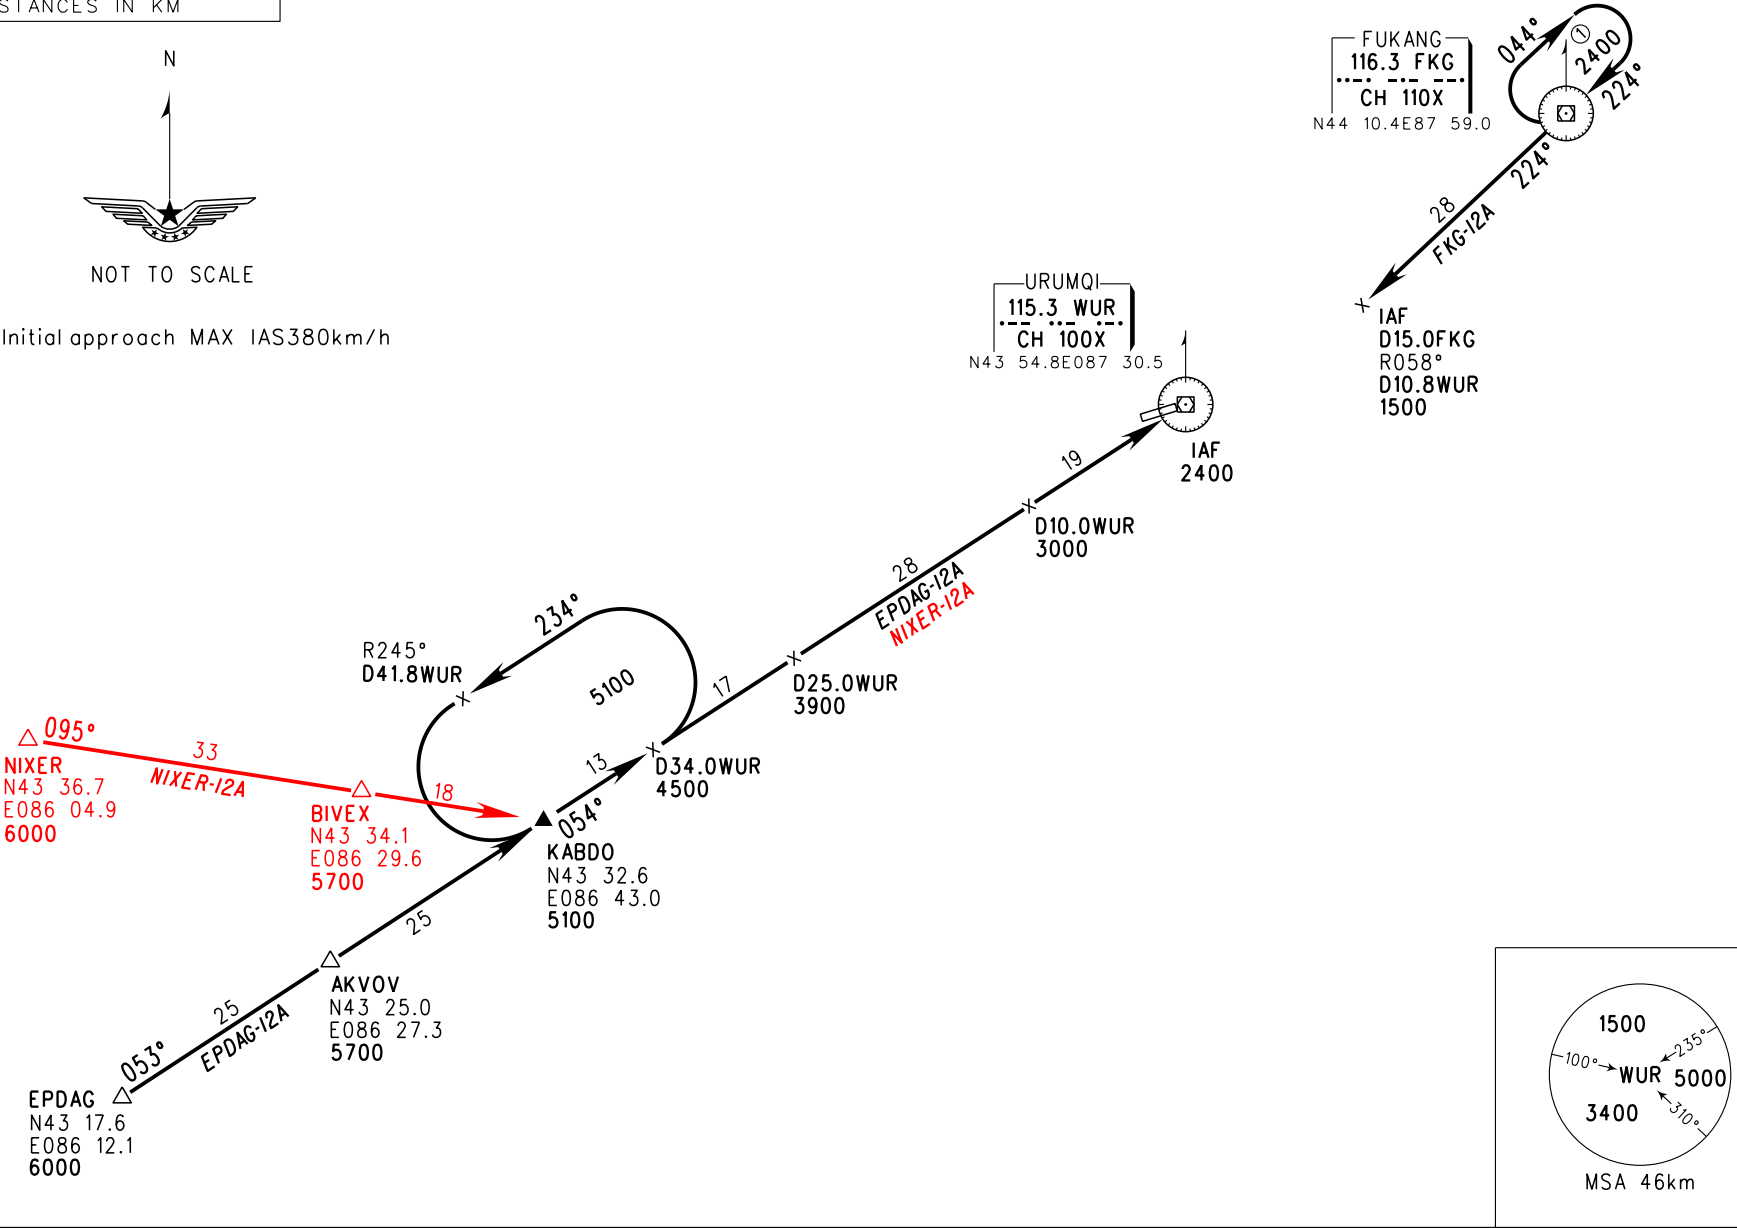 STANCES IN KM
N
NOT TO SCALE
Initial approach MAX IAS380km/h
FUKANG
116.3 FKG
CH 110X
N44 10.4E87 59.0
044°
①
2400
224°
224°
28
FKG-12A
IAF
D15.0FKG
R058°
D10.8WUR
1500
URUMQI
115.3 WUR
CH 100X
N43 54.8E087 30.5
IAF
2400
19
D10.0WUR
3000
28
EPDAG-12A
NIXER-12A
234°
R245°
D41.8WUR
5100
17
D25.0WUR
3900
13
D34.0WUR
4500
095°
33
NIXER-12A
NIXER
N43 36.7
E086 04.9
6000
18
BIVEX
N43 34.1
E086 29.6
5700
054°
KABDO
N43 32.6
E086 43.0
5100
25
AKVOV
N43 25.0
E086 27.3
5700
25
EPDAG-12A
053°
EPDAG
N43 17.6
E086 12.1
6000
1500
100°
235°
WUR 5000
3400
310°
MSA 46km